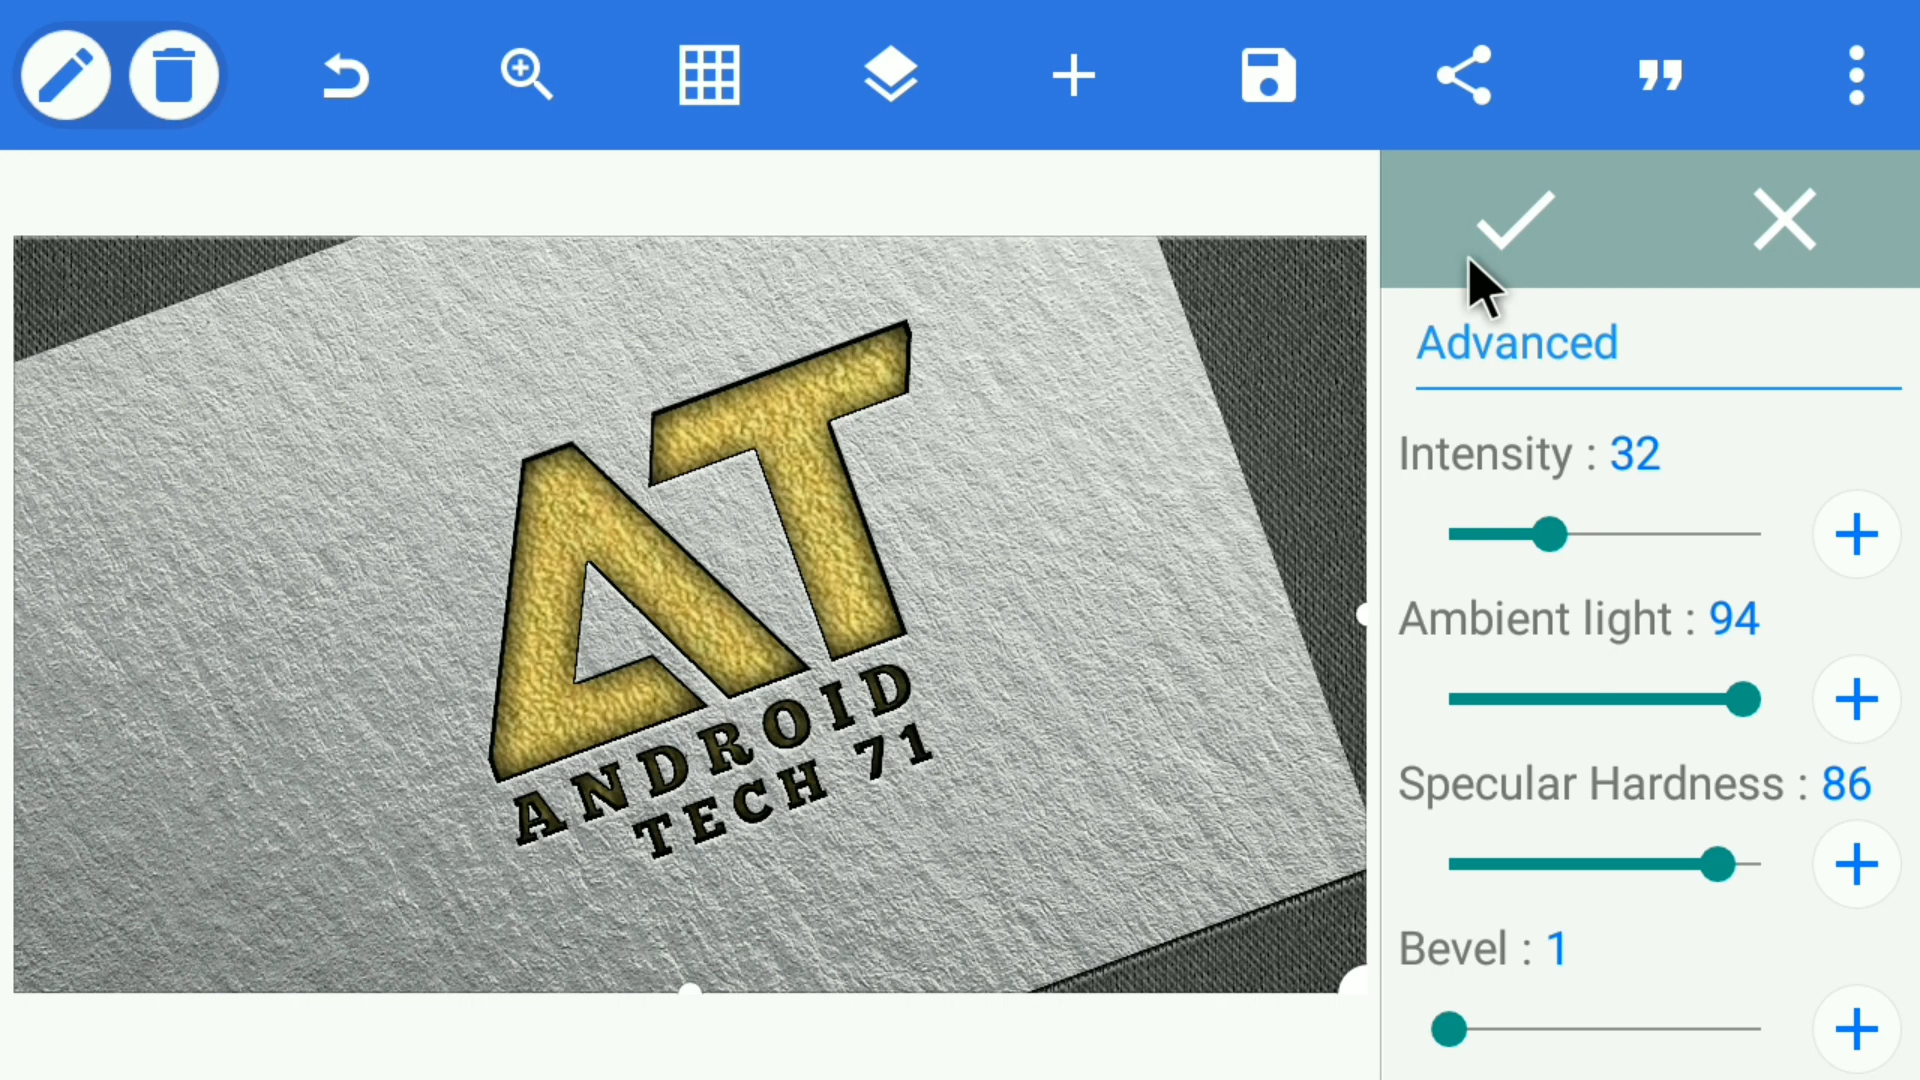 AT
ANDROID
TECH 71
Advanced
Intensity : 32
Ambient light : 94
Specular Hardness : 86
Bevel : 1